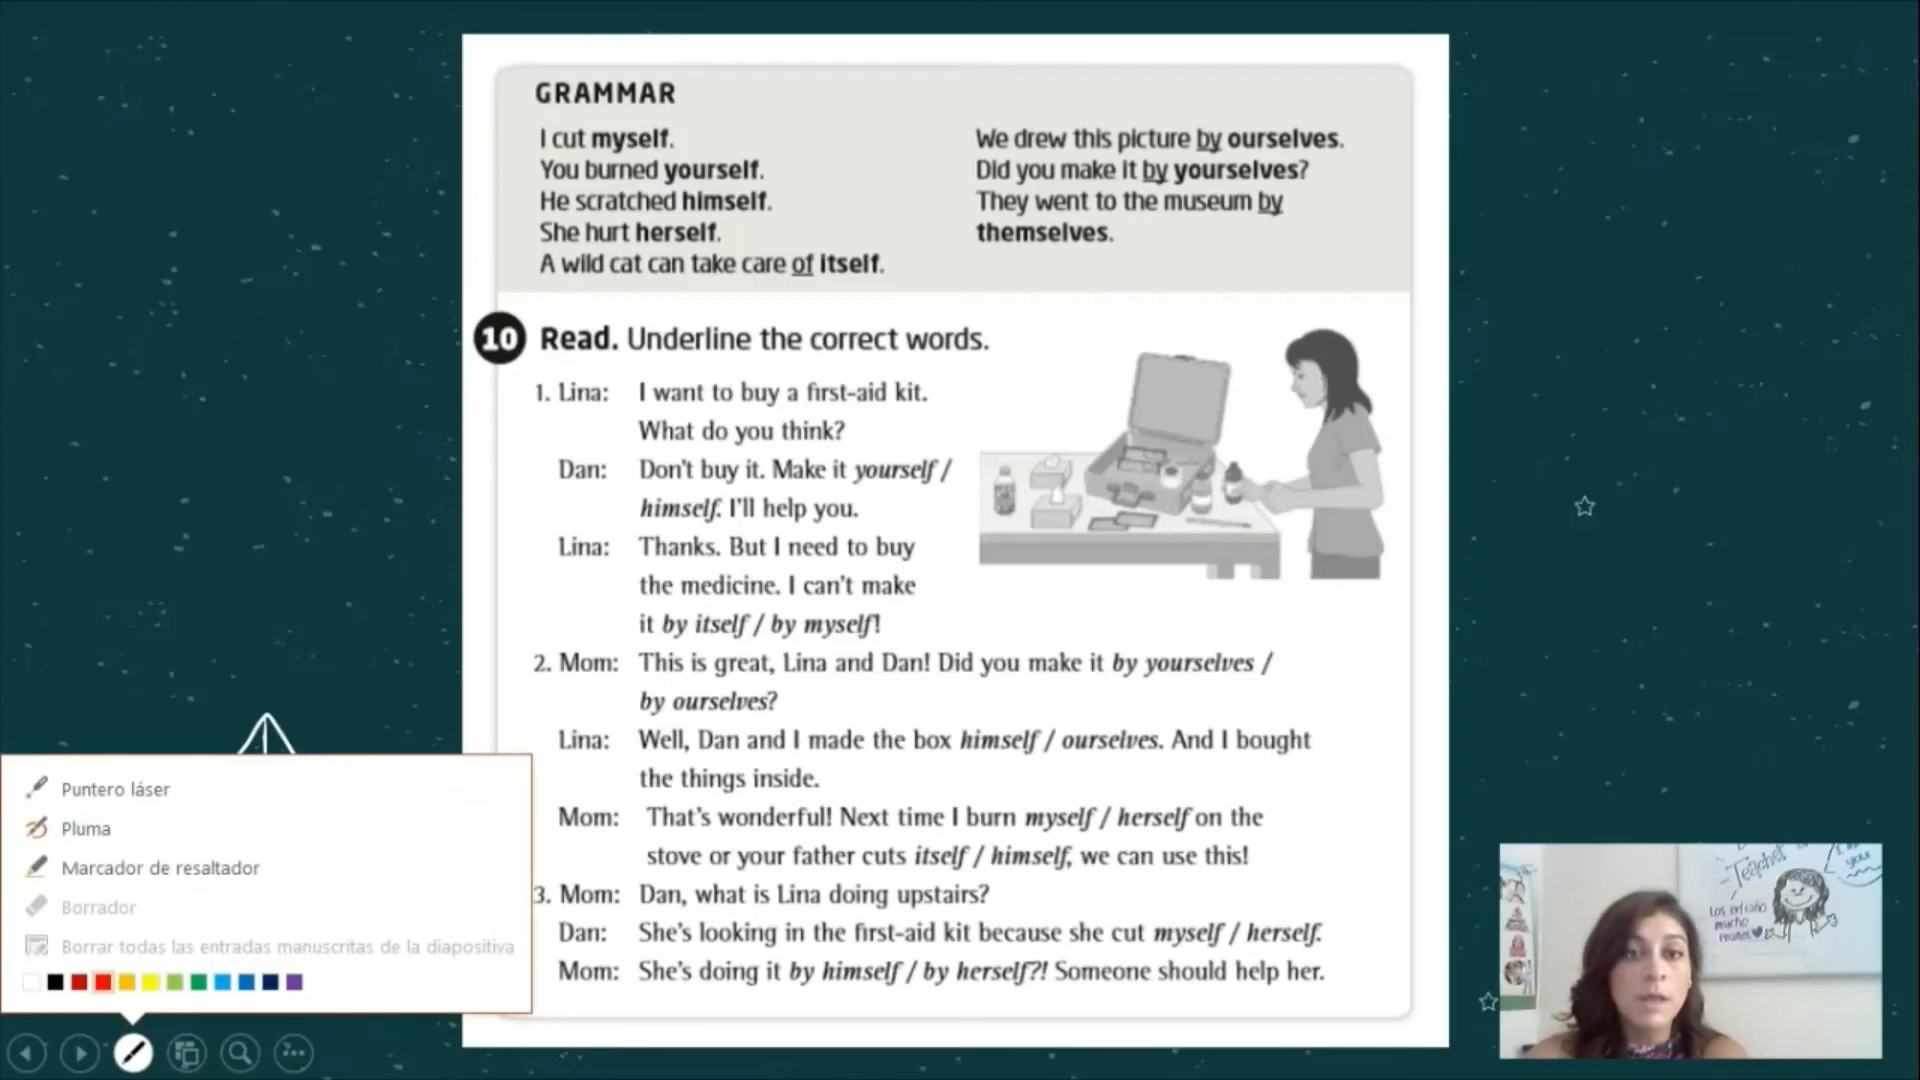 GRAMMAR
I cut myself.
You burned yourself.
He scratched himself.
She hurt herself.
A wild cat can take care of itself.
We drew this picture by ourselves.
Did you make it by yourselves?
They went to the museum by
themselves.
10 Read. Underline the correct words.
1. Lina: I want to buy a first-aid kit.
What do you think?
Dan: Don't buy it. Make it yourself /
himself. I'll help you.
Lina: Thanks. But I need to buy
the medicine. I can't make
it by itself / by myself!
2. Mom: This is great, Lina and Dan! Did you make it by yourselves /
by ourselves?
Lina: Well, Dan and I made the box himself / ourselves. And I bought
the things inside.
Mom: That's wonderful! Next time I burn myself / herself on the
stove or your father cuts itself / himself, we can use this!
3. Mom: Dan, what is Lina doing upstairs?
Dan: She's looking in the first-aid kit because she cut myself / herself.
Mom: She's doing it by himself / by herself?! Someone should help her.
Puntero láser
Pluma
Marcador de resaltador
Borrador
Borrar todas las entradas manuscritas de la diapositiva
Teacher
you
Los extraño
mucho